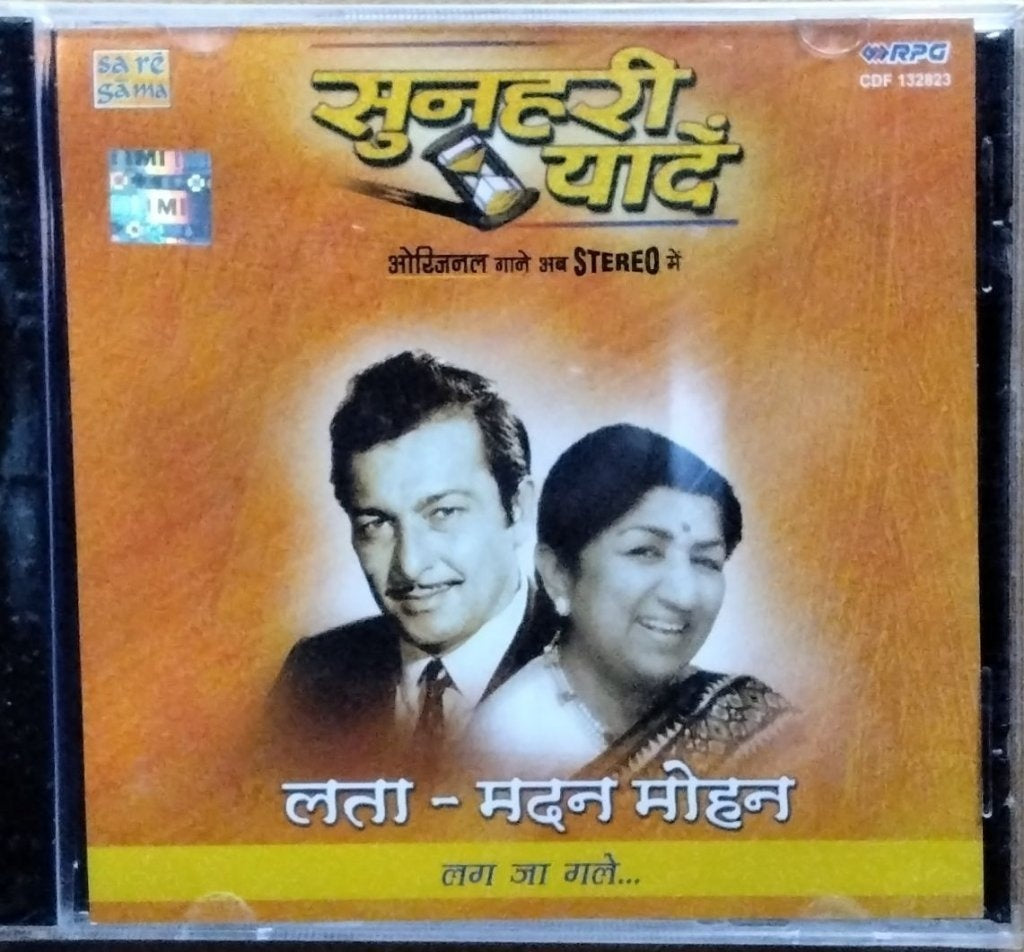 sa re
ga ma
RPG
CDF 132823
सुनहरी
यादें
ओरिजनल गाने अब STEREO में
लता - मदन मोहन
लग जा गले...